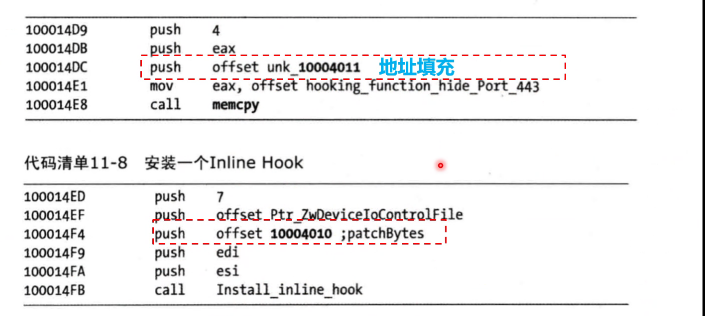 100014D9 push 4
100014DB push eax
100014DC push offset unk_10004011 地址填充
100014E1 mov eax, offset hooking_function_hide_Port_443
100014E8 call memcpy
代码清单11-8 安装一个Inline Hook
100014ED push 7
100014EF push offset Ptr_ZwDeviceIoControlFile
100014F4 push offset 10004010 ;patchBytes
100014F9 push edi
100014FA push esi
100014FB call Install_inline_hook